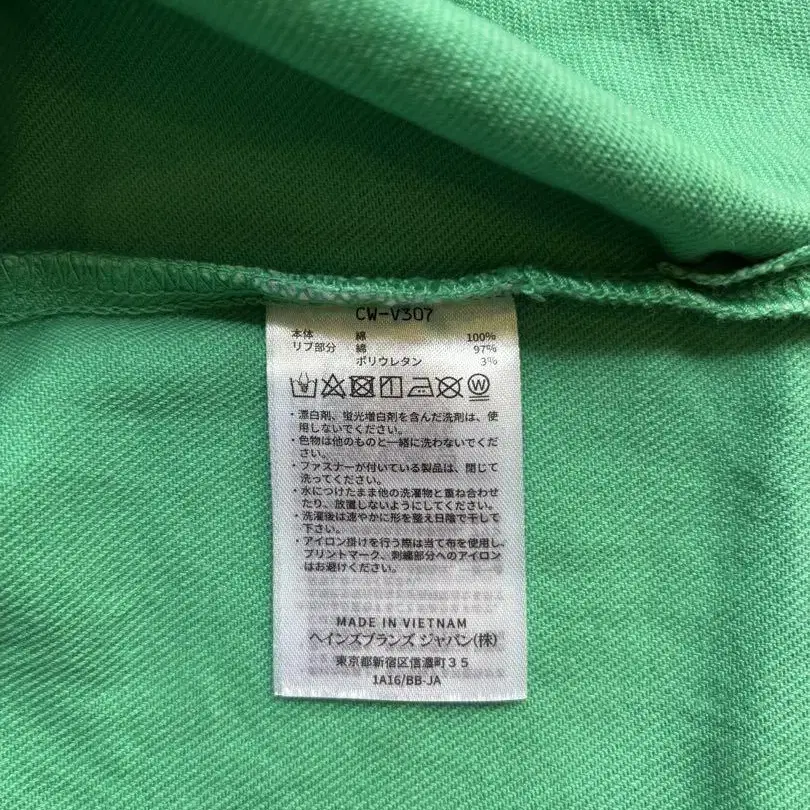 CW-V307
本体 綿 100%
リブ部分 綿 97%
ポリウレタン 3%
・漂白剤、蛍光増白剤を含んだ洗剤は、使
用しないでください。
・色物は他のものと一緒に洗わないでくだ
さい。
・ファスナーが付いている製品は、閉じて
洗ってください。
・水につけたまま他の洗濯物と重ね合わせ
たり、放置しないようにしてください。
・洗濯後は速やかに形を整え日陰で干して
下さい。
・アイロン掛けを行う際は当て布を使用し、
プリントマーク、刺繍部分へのアイロン
はお避けください。
MADE IN VIETNAM
ヘインズブランズ ジャパン(株)
東京都新宿区信濃町35
1A16/BB-JA